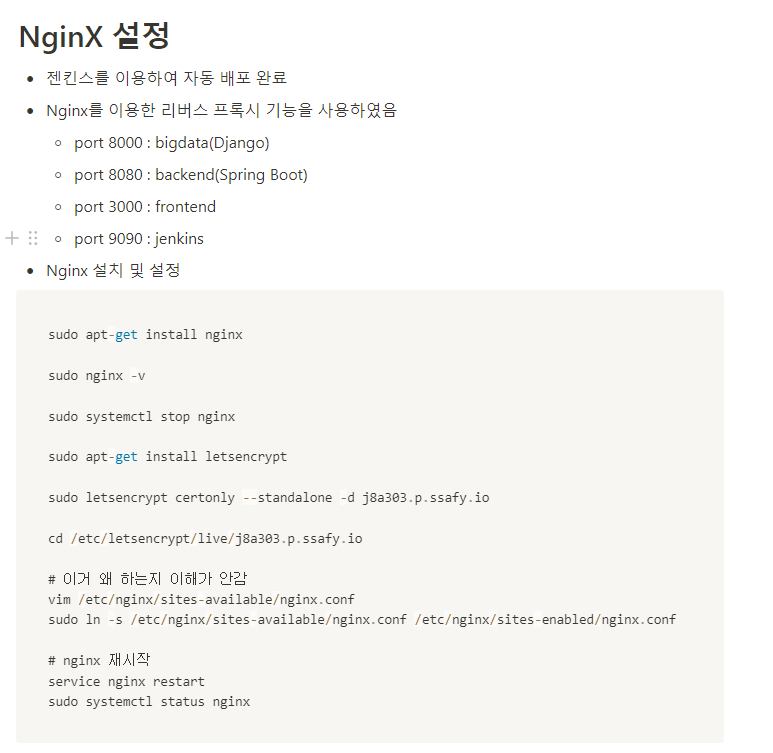 NginX 설정
젠킨스를 이용하여 자동 배포 완료
Nginx를 이용한 리버스 프록시 기능을 사용하였음
port 8000 : bigdata(Django)
port 8080 : backend(Spring Boot)
port 3000 : frontend
port 9090 : jenkins
Nginx 설치 및 설정
sudo apt-get install nginx
sudo nginx -v
sudo systemctl stop nginx
sudo apt-get install letsencrypt
sudo letsencrypt certonly --standalone -d j8a303.p.ssafy.io
cd /etc/letsencrypt/live/j8a303.p.ssafy.io
# 이거 왜 하는지 이해가 안감
vim /etc/nginx/sites-available/nginx.conf
sudo ln -s /etc/nginx/sites-available/nginx.conf /etc/nginx/sites-enabled/nginx.conf
# nginx 재시작
service nginx restart
sudo systemctl status nginx